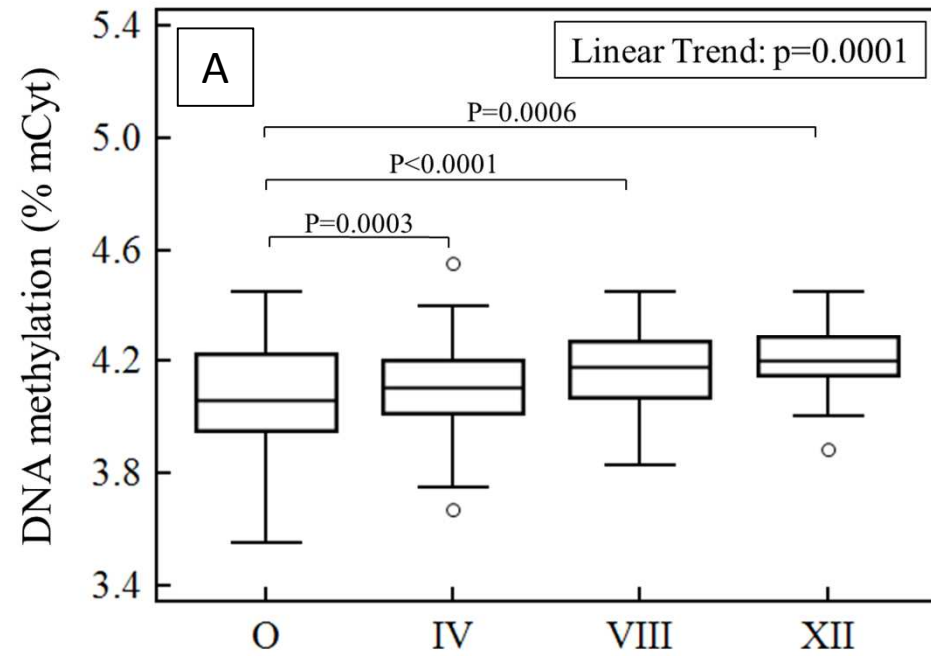 DNA methylation (% mCyt)
5.4
5.0
4.6
4.2
3.8
3.4
A
Linear Trend: p=0.0001
P=0.0006
P<0.0001
P=0.0003
O IV VIII XII